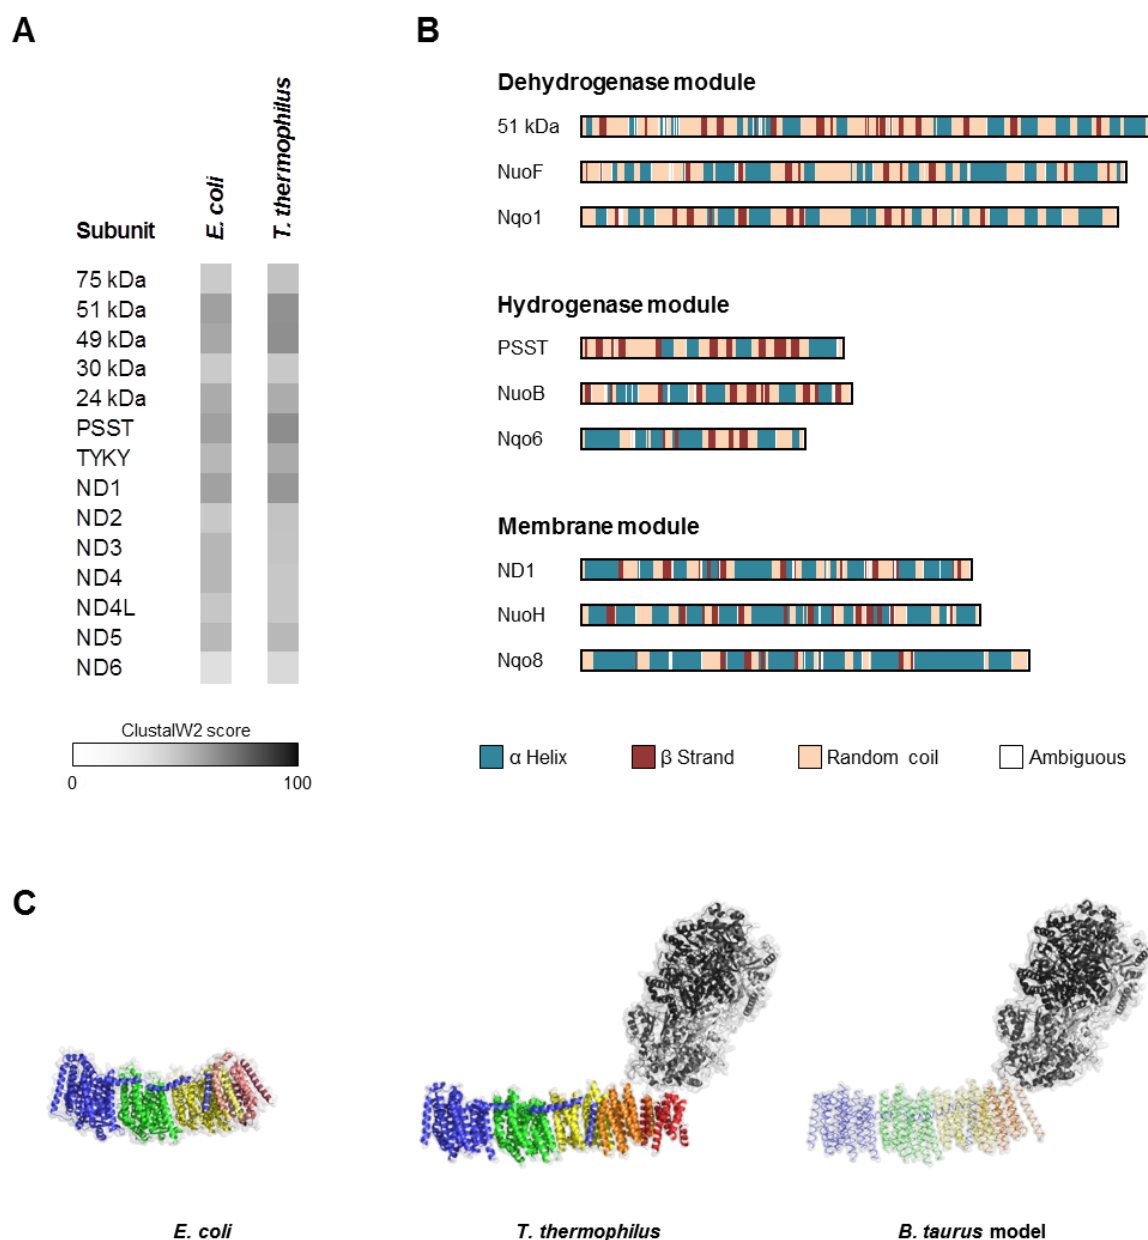 A
Subunit
E. coli
T. thermophilus
75 kDa
51 kDa
49 kDa
30 kDa
24 kDa
PSST
TYKY
ND1
ND2
ND3
ND4
ND4L
ND5
ND6
ClustalW2 score
0
100
B
Dehydrogenase module
51 kDa
NuoF
Nqo1
Hydrogenase module
PSST
NuoB
Nqo6
Membrane module
ND1
NuoH
Nqo8
α Helix
β Strand
Random coil
Ambiguous
C
E. coli
T. thermophilus
B. taurus model